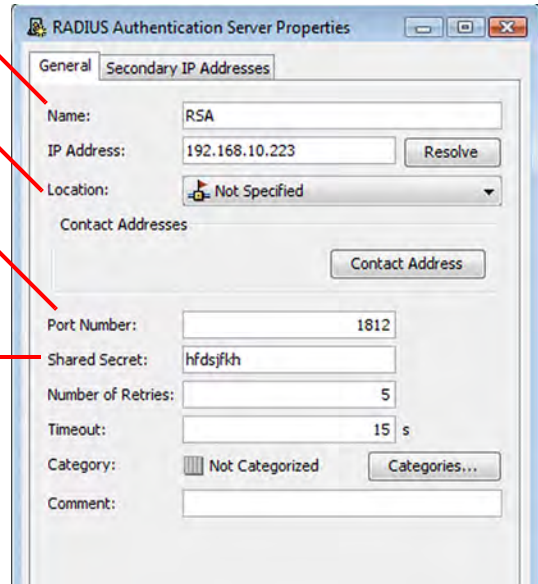 RADIUS Authentication Server Properties
General Secondary IP Addresses
Name: RSA
IP Address: 192.168.10.223 Resolve
Location: Not Specified
Contact Addresses
Contact Address
Port Number: 1812
Shared Secret: hfdsjfkh
Number of Retries: 5
Timeout: 15 s
Category: Not Categorized Categories...
Comment: